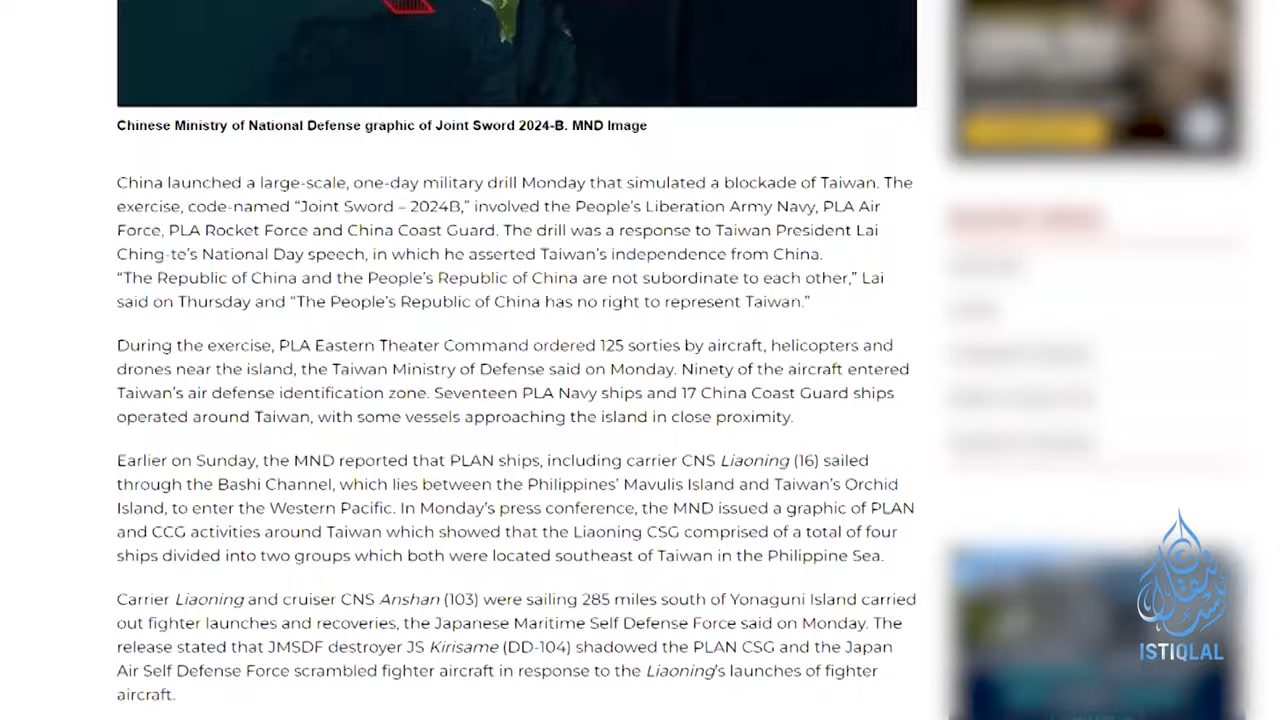 Chinese Ministry of National Defense graphic of Joint Sword 2024-B. MND Image
China launched a large-scale, one-day military drill Monday that simulated a blockade of Taiwan. The
exercise, code-named “Joint Sword – 2024B,” involved the People’s Liberation Army Navy, PLA Air
Force, PLA Rocket Force and China Coast Guard. The drill was a response to Taiwan President Lai
Ching-te’s National Day speech, in which he asserted Taiwan’s independence from China.
“The Republic of China and the People’s Republic of China are not subordinate to each other,” Lai
said on Thursday and “The People’s Republic of China has no right to represent Taiwan.”
During the exercise, PLA Eastern Theater Command ordered 125 sorties by aircraft, helicopters and
drones near the island, the Taiwan Ministry of Defense said on Monday. Ninety of the aircraft entered
Taiwan’s air defense identification zone. Seventeen PLA Navy ships and 17 China Coast Guard ships
operated around Taiwan, with some vessels approaching the island in close proximity.
Earlier on Sunday, the MND reported that PLAN ships, including carrier CNS Liaoning (16) sailed
through the Bashi Channel, which lies between the Philippines’ Mavulis Island and Taiwan’s Orchid
Island, to enter the Western Pacific. In Monday’s press conference, the MND issued a graphic of PLAN
and CCG activities around Taiwan which showed that the Liaoning CSG comprised of a total of four
ships divided into two groups which both were located southeast of Taiwan in the Philippine Sea.
Carrier Liaoning and cruiser CNS Anshan (103) were sailing 285 miles south of Yonaguni Island carried
out fighter launches and recoveries, the Japanese Maritime Self Defense Force said on Monday. The
release stated that JMSDF destroyer JS Kirisame (DD-104) shadowed the PLAN CSG and the Japan
Air Self Defense Force scrambled fighter aircraft in response to the Liaoning’s launches of fighter
aircraft.
ISTIQLAL